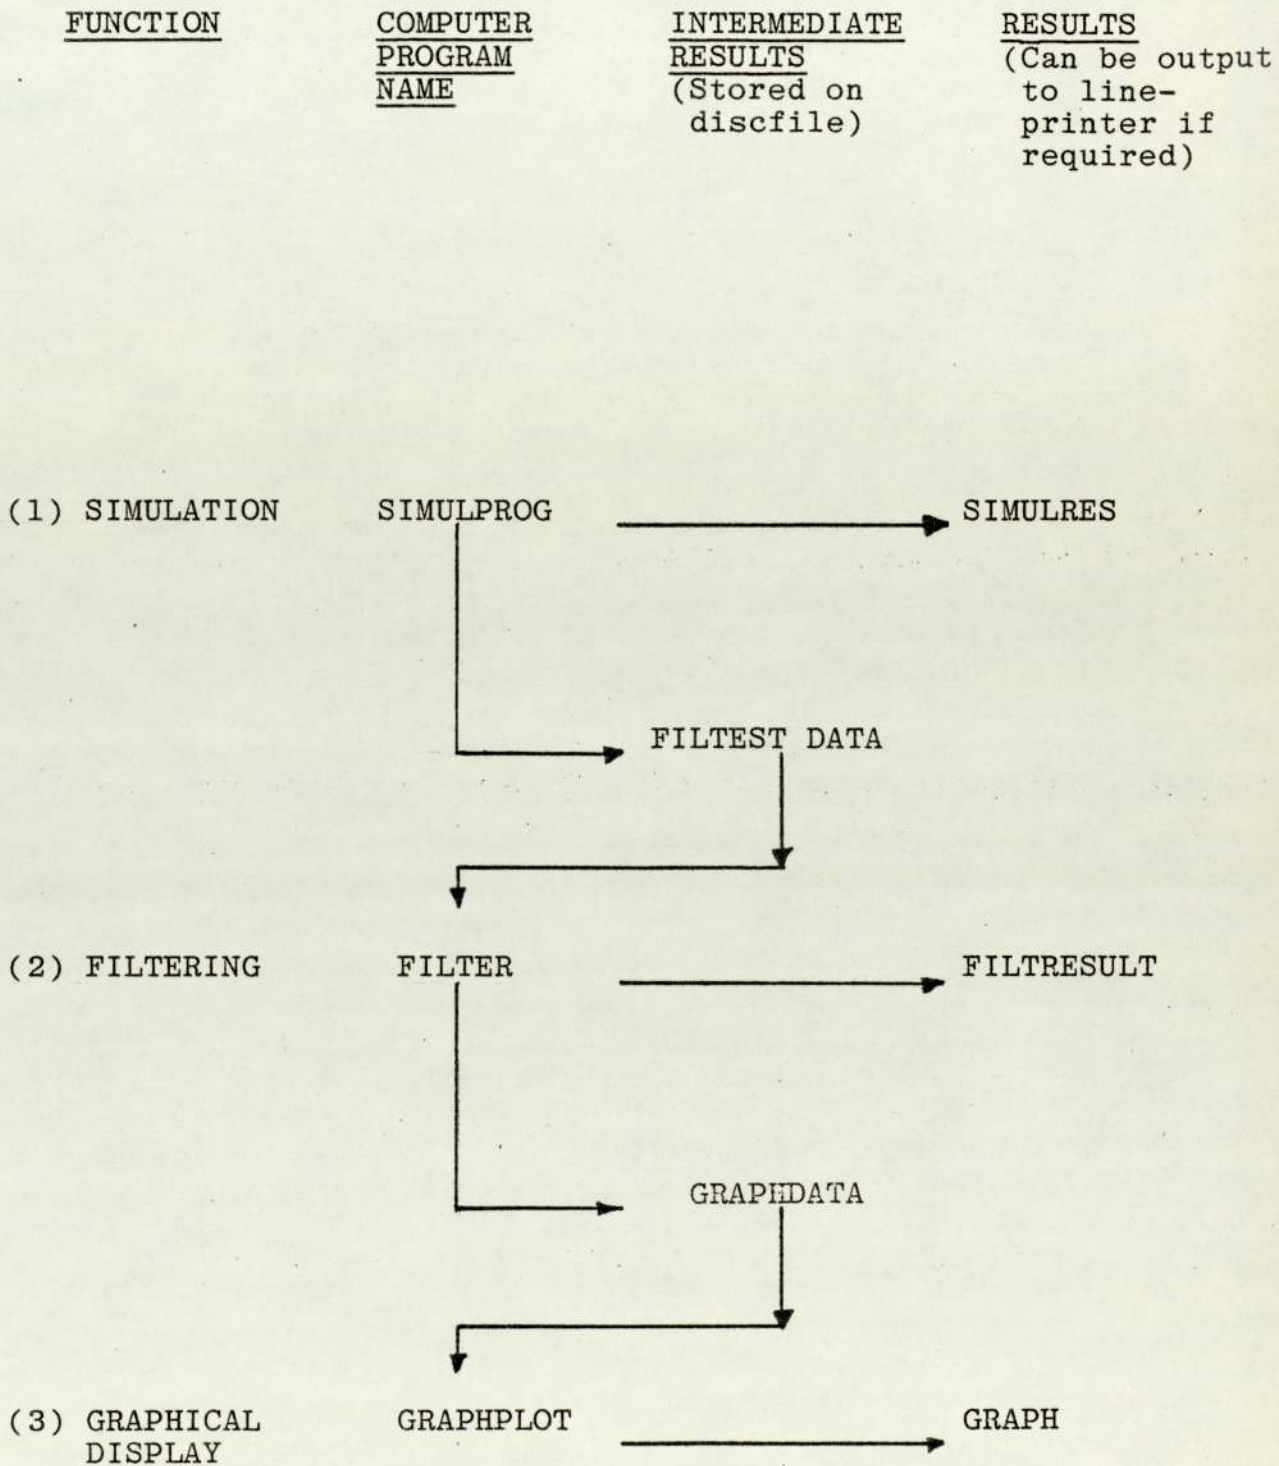 FUNCTION
COMPUTER
PROGRAM
NAME
INTERMEDIATE
RESULTS
(Stored on
discfile)
RESULTS
(Can be output
to line-
printer if
required)
(1) SIMULATION SIMULPROG SIMULRES
FILTEST DATA
(2) FILTERING FILTER FILTRESULT
GRAPHDATA
(3) GRAPHICAL GRAPHPLOT GRAPH
DISPLAY